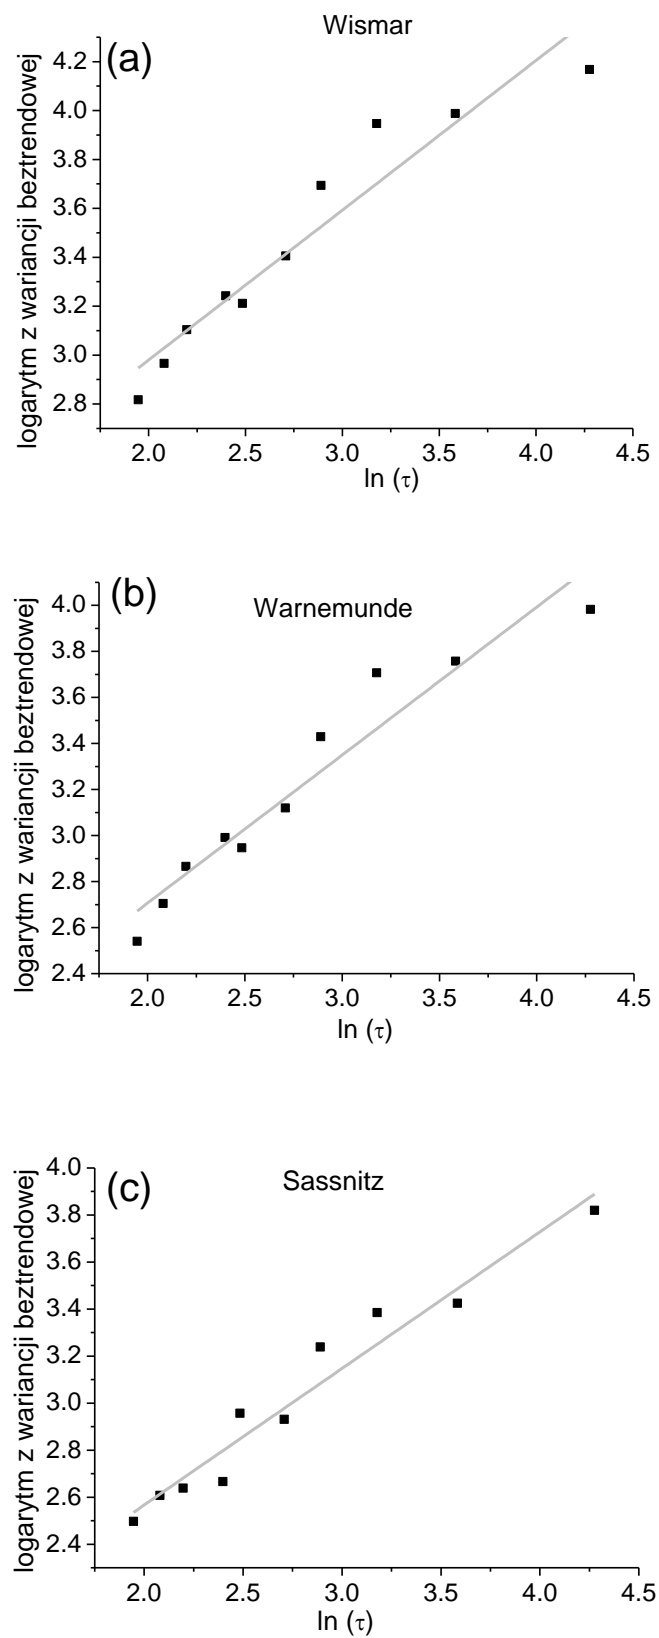 Wismar
(a)
4.2
4.0
3.8
3.6
3.4
3.2
3.0
2.8
logarytm z wariancji beztrendowej
2.0 2.5 3.0 3.5 4.0 4.5
ln (τ)
(b)
Warnemunde
4.0
3.8
3.6
3.4
3.2
3.0
2.8
2.6
2.4
logarytm z wariancji beztrendowej
2.0 2.5 3.0 3.5 4.0 4.5
ln (τ)
(c)
Sassnitz
4.0
3.8
3.6
3.4
3.2
3.0
2.8
2.6
2.4
logarytm z wariancji beztrendowej
2.0 2.5 3.0 3.5 4.0 4.5
ln (τ)